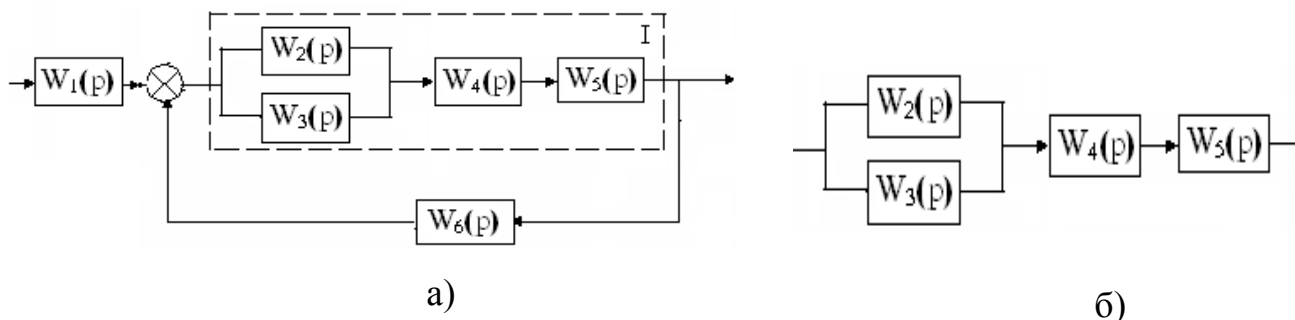 I
W₂(p)
W₁(p)
W₄(p)
W₅(p)
W₃(p)
W₆(p)
а)
W₂(p)
W₄(p)
W₅(p)
W₃(p)
б)